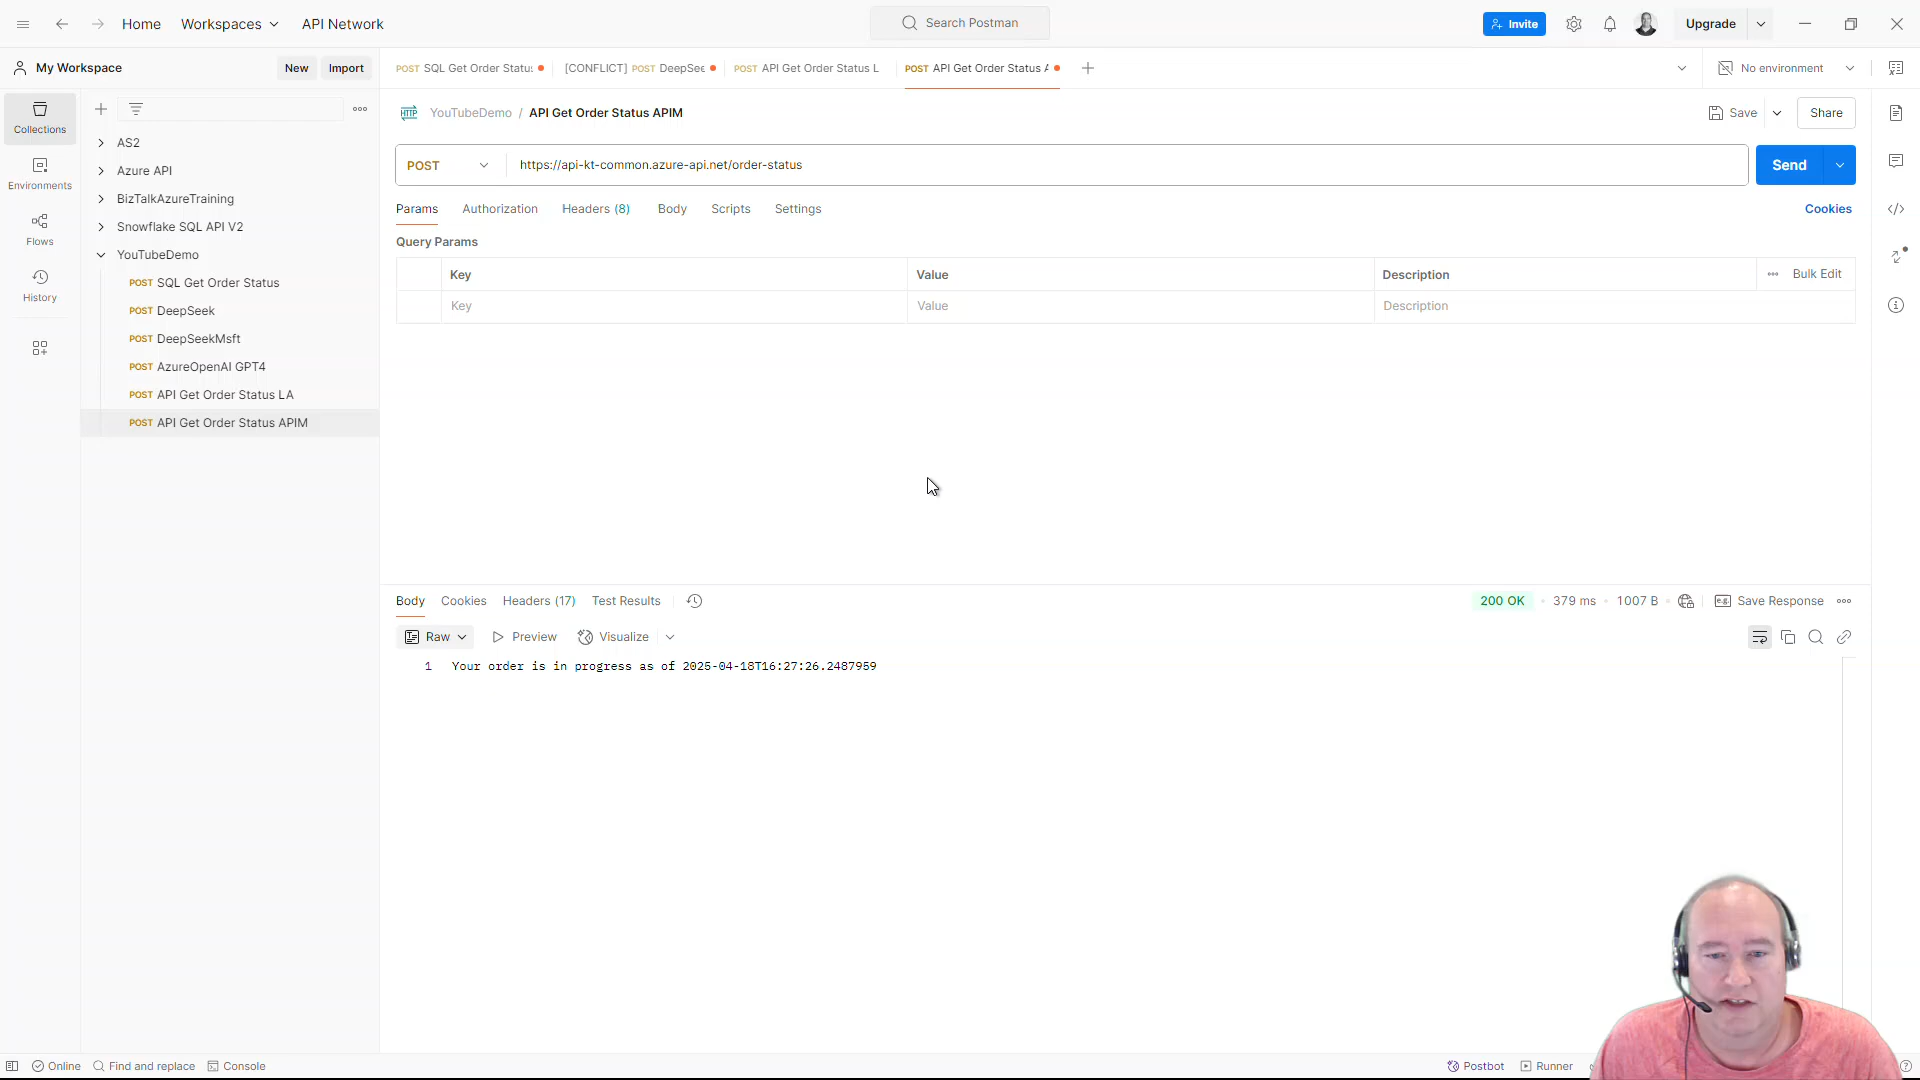 Home Workspaces API Network Search Postman Invite Upgrade
My Workspace New Import POST SQL Get Order Status [CONFLICT] POST DeepSee POST API Get Order Status L POST API Get Order Status A No environment
YouTubeDemo / API Get Order Status APIM Save Share
Collections
Environments
Flows
History
AS2
Azure API
BizTalkAzureTraining
Snowflake SQL API V2
YouTubeDemo
POST SQL Get Order Status
POST DeepSeek
POST DeepSeekMsft
POST AzureOpenAI GPT4
POST API Get Order Status LA
POST API Get Order Status APIM
HTTP
POST https://api-kt-common.azure-api.net/order-status Send
Params Authorization Headers (8) Body Scripts Settings Cookies
Query Params
Key Value Description Bulk Edit
Key Value Description
Body Cookies Headers (17) Test Results 200 OK 379 ms 1007 B e.g. Save Response
Raw Preview Visualize
1 Your order is in progress as of 2025-04-18T16:27:26.2487959
Online Find and replace Console Postbot Runner